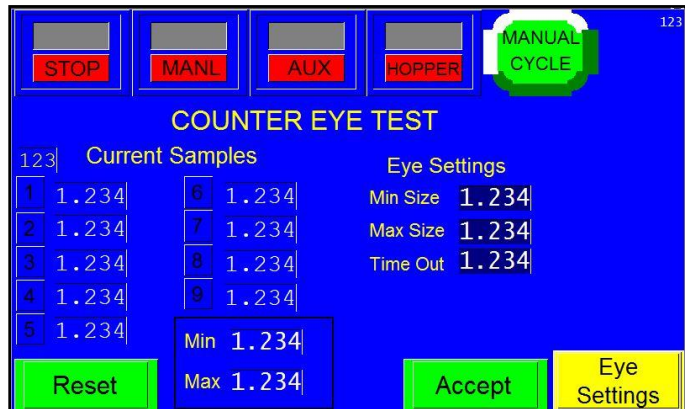 123
STOP MANL AUX HOPPER MANUAL CYCLE
COUNTER EYE TEST
123 Current Samples
Eye Settings
1 1.234 6 1.234 Min Size 1.234
2 1.234 7 1.234 Max Size 1.234
3 1.234 8 1.234 Time Out 1.234
4 1.234 9 1.234
5 1.234
Min 1.234
Max 1.234
Reset
Accept
Eye
Settings